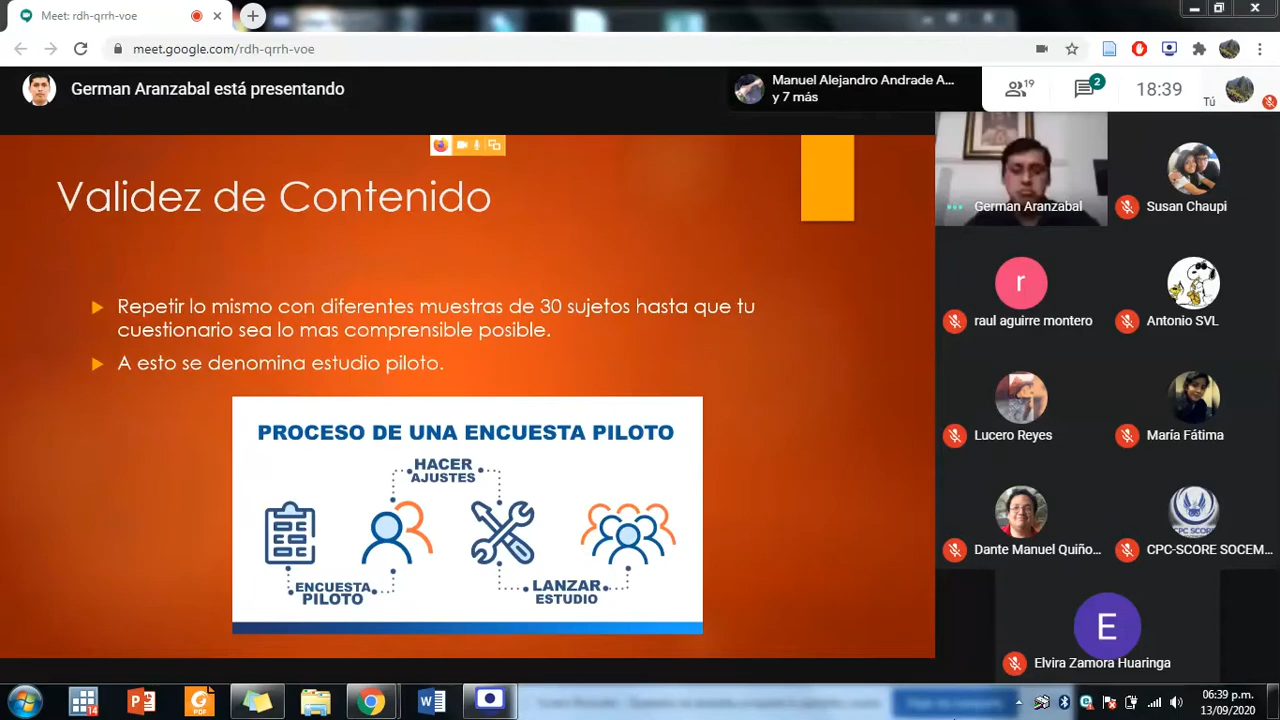 Meet: rdh-qrrh-voe
meet.google.com/rdh-qrrh-voe
German Aranzabal está presentando
Manuel Alejandro Andrade A...
y 7 más
19
2
18:39
Tú
Validez de Contenido
Repetir lo mismo con diferentes muestras de 30 sujetos hasta que tu
cuestionario sea lo mas comprensible posible.
A esto se denomina estudio piloto.
PROCESO DE UNA ENCUESTA PILOTO
HACER
AJUSTES
ENCUESTA
PILOTO
LANZAR
ESTUDIO
German Aranzabal
Susan Chaupi
r
raul aguirre montero
Antonio SVL
Lucero Reyes
María Fátima
Dante Manuel Quiño...
CPC SCORE
CPC-SCORE SOCEM...
E
Elvira Zamora Huaringa
14
PDF
06:39 p.m.
13/09/2020